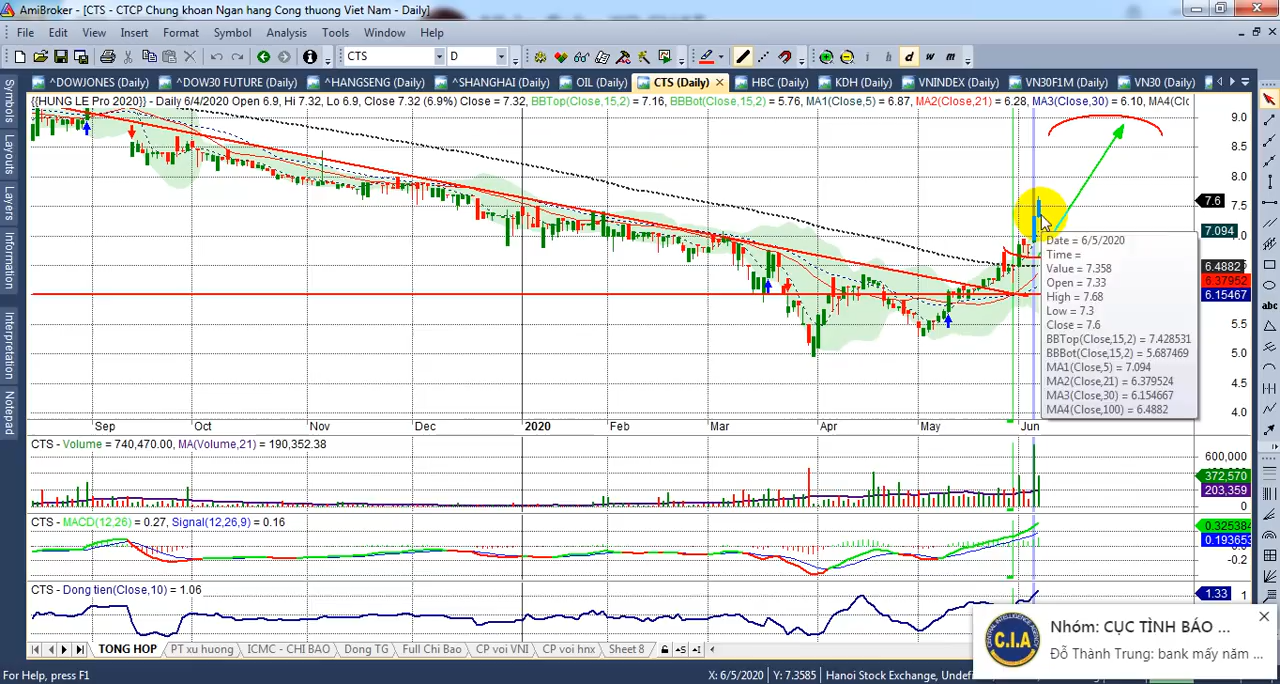 AmiBroker - [CTS - CTCP Chung khoan Ngan hang Cong thuong Viet Nam - Daily]
File Edit View Insert Format Symbol Analysis Tools Window Help
CTS D i h d w m
^DOWJONES (Daily) ^DOW30 FUTURE (Daily) ^HANGSENG (Daily) ^SHANGHAI (Daily) OIL (Daily) CTS (Daily) HBC (Daily) KDH (Daily) VNINDEX (Daily) VN30F1M (Daily) VN30 (Daily)
{{HUNG LE Pro 2020}} - Daily 6/4/2020 Open 6.9, Hi 7.32, Lo 6.9, Close 7.32 (6.9%) Close = 7.32, BBTop(Close,15,2) = 7.16, BBBot(Close,15,2) = 5.76, MA1(Close,5) = 6.87, MA2(Close,21) = 6.28, MA3(Close,30) = 6.10, MA4(Clo
Symbols
Layouts
Layers
Information
Interpretation
Notepad
9.0
8.5
8.0
7.6
7.5
7.094
6.4882
6.37952
6.15467
5.5
5.0
4.5
4.0
abc
Date = 6/5/2020
Time =
Value = 7.358
Open = 7.33
High = 7.68
Low = 7.3
Close = 7.6
BBTop(Close,15,2) = 7.428531
BBBot(Close,15,2) = 5.687469
MA1(Close,5) = 7.094
MA2(Close,21) = 6.379524
MA3(Close,30) = 6.154667
MA4(Close,100) = 6.4882
Sep Oct Nov Dec 2020 Feb Mar Apr May Jun
CTS - Volume = 740,470.00, MA(Volume,21) = 190,352.38
600,000
372,570
203,359
0
CTS - MACD(12,26) = 0.27, Signal(12,26,9) = 0.16
0.325384
0.193653
-0.2
CTS - Dong tien(Close,10) = 1.06
1.33 1
Nhóm: CỤC TÌNH BÁO ...
Đỗ Thành Trung: bank mấy năm ...
C.I.A
TONG HOP PT xu huong ICMC - CHI BAO Dong TG Full Chi Bao CP voi VNI CP voi hnx Sheet 8
For Help, press F1 X: 6/5/2020 Y: 7.3585 Hanoi Stock Exchange, Undef